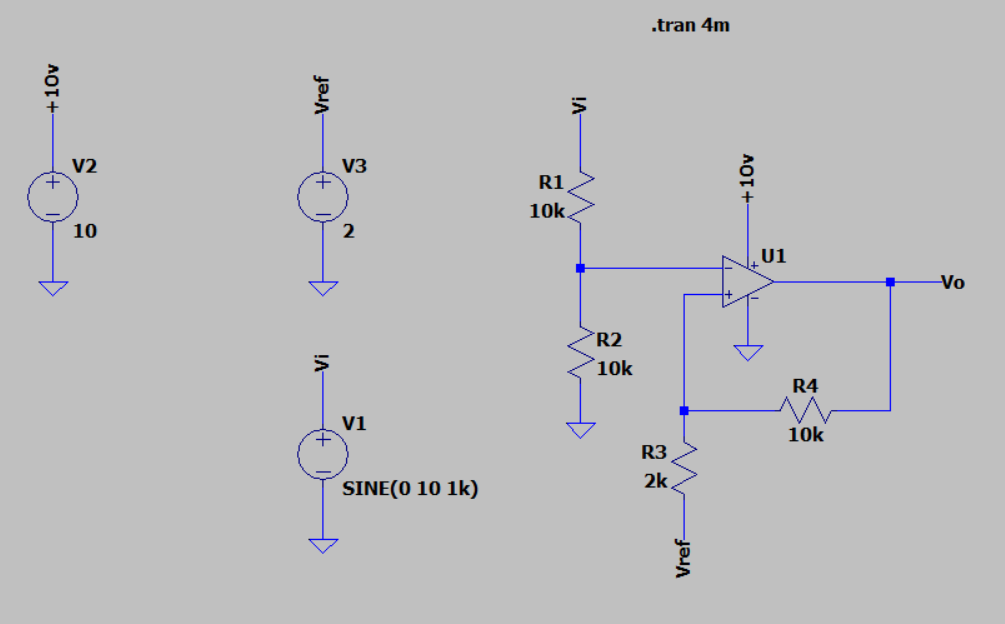 .tran 4m
+10v
V2
10
Vref
V3
2
Vi
V1
SINE(0 10 1k)
Vi
R1
10k
R2
10k
+10v
U1
Vo
R4
10k
R3
2k
Vref